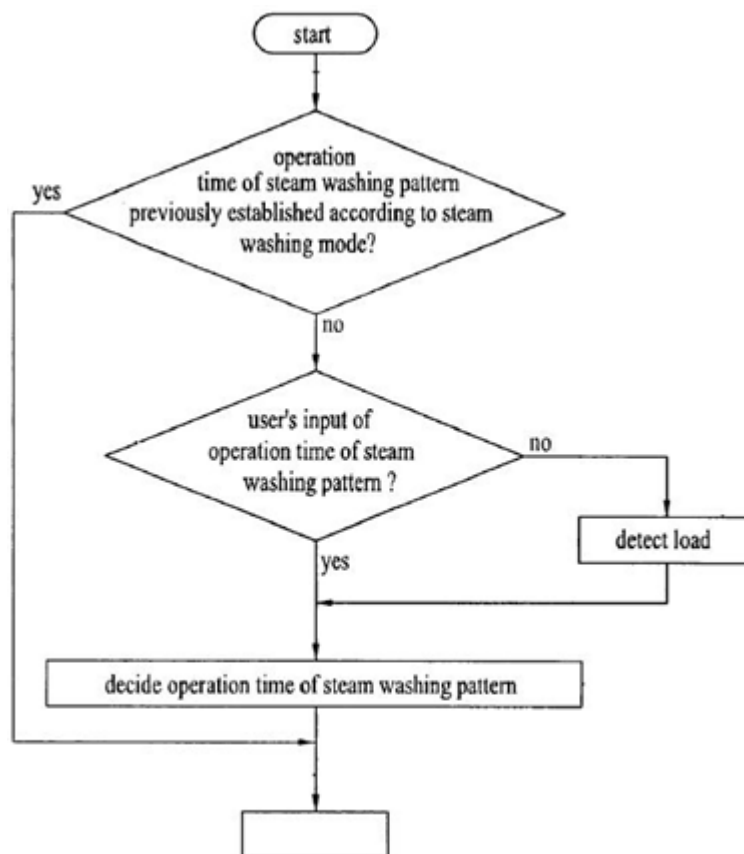 start
operation
time of steam washing pattern
previously established according to steam
washing mode?
yes
no
user's input of
operation time of steam
washing pattern ?
no
detect load
yes
decide operation time of steam washing pattern